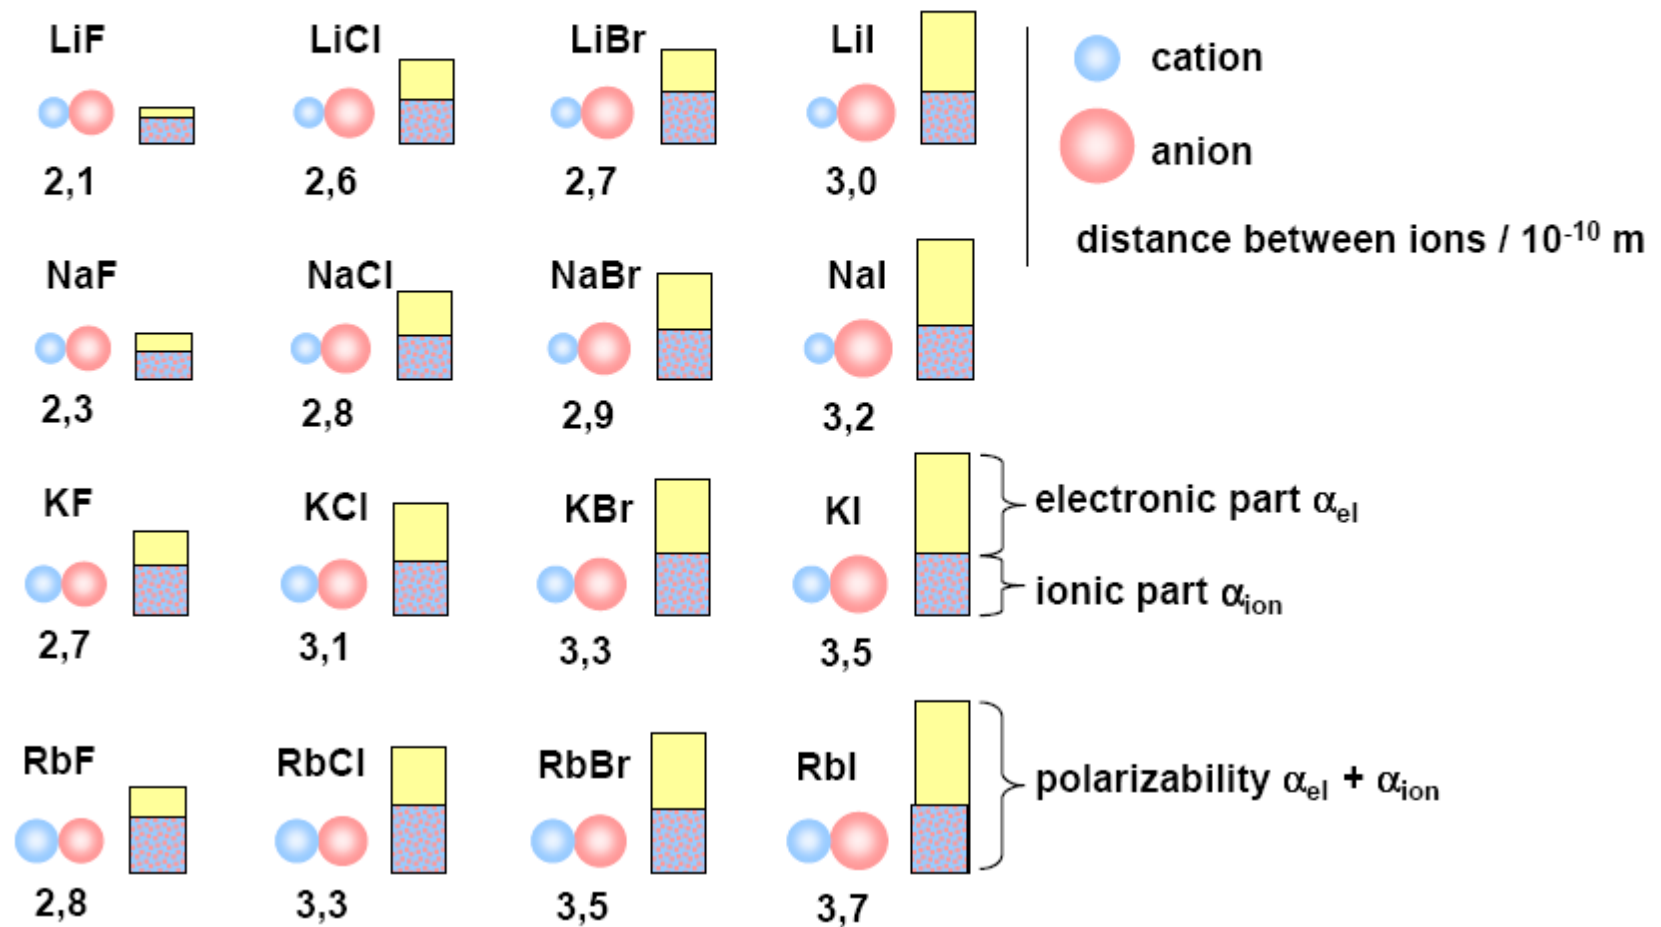 LiF LiCl LiBr LiI cation
anion
2,1 2,6 2,7 3,0
distance between ions / 10⁻¹⁰ m
NaF NaCl NaBr NaI
2,3 2,8 2,9 3,2
KF KCl KBr KI electronic part αel
ionic part αion
2,7 3,1 3,3 3,5
RbF RbCl RbBr RbI polarizability αel + αion
2,8 3,3 3,5 3,7